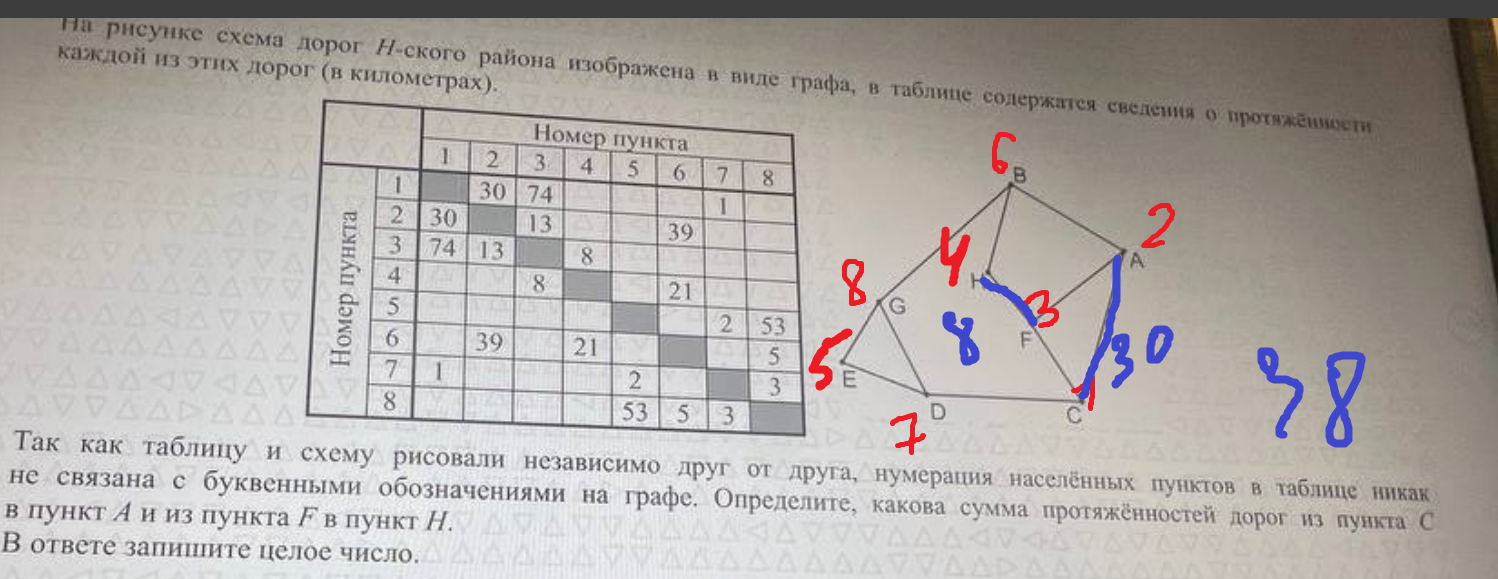 На рисунке схема дорог Н-ского района изображена в виде графа, в таблице содержатся сведения о протяжённости
каждой из этих дорог (в километрах).
Номер пункта
1 2 3 4 5 6 7 8
Номер пункта
1 30 74 1
2 30 13 39
3 74 13 8
4 8 21
5 2 53
6 39 21 5
7 1 2 3
8 53 5 3
6 B
2 A
4 H
8 G
3 F
8
30
5 E
7 D
1 C
38
Так как таблицу и схему рисовали независимо друг от друга, нумерация населённых пунктов в таблице никак
не связана с буквенными обозначениями на графе. Определите, какова сумма протяжённостей дорог из пункта C
в пункт A и из пункта F в пункт H.
В ответе запишите целое число.